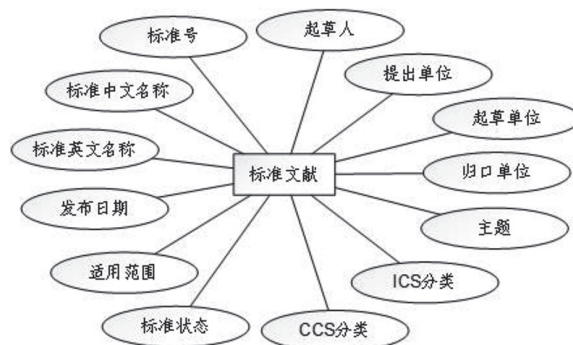 标准号
起草人
提出单位
标准中文名称
起草单位
标准英文名称
标准文献
归口单位
发布日期
主题
适用范围
ICS分类
标准状态
CCS分类